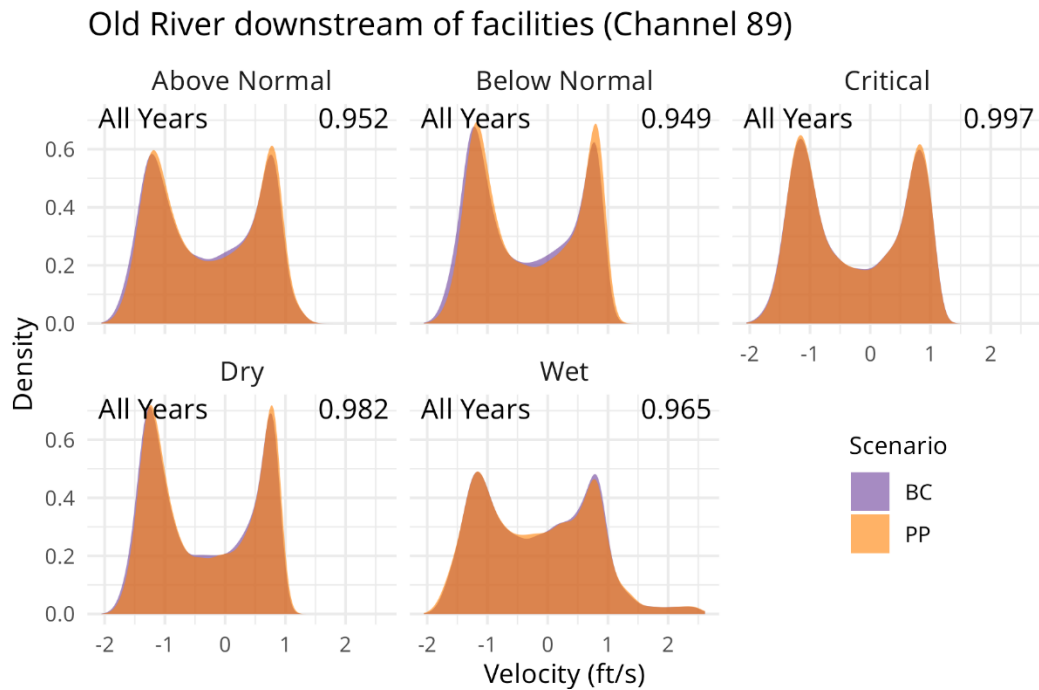 Old River downstream of facilities (Channel 89)
Above Normal
Below Normal
Critical
All Years 0.952
All Years 0.949
All Years 0.997
0.6
0.4
0.2
0.0
-2 -1 0 1 2
Density
Dry
Wet
All Years 0.982
All Years 0.965
0.6
0.4
0.2
0.0
-2 -1 0 1 2
-2 -1 0 1 2
Velocity (ft/s)
Scenario
BC
PP